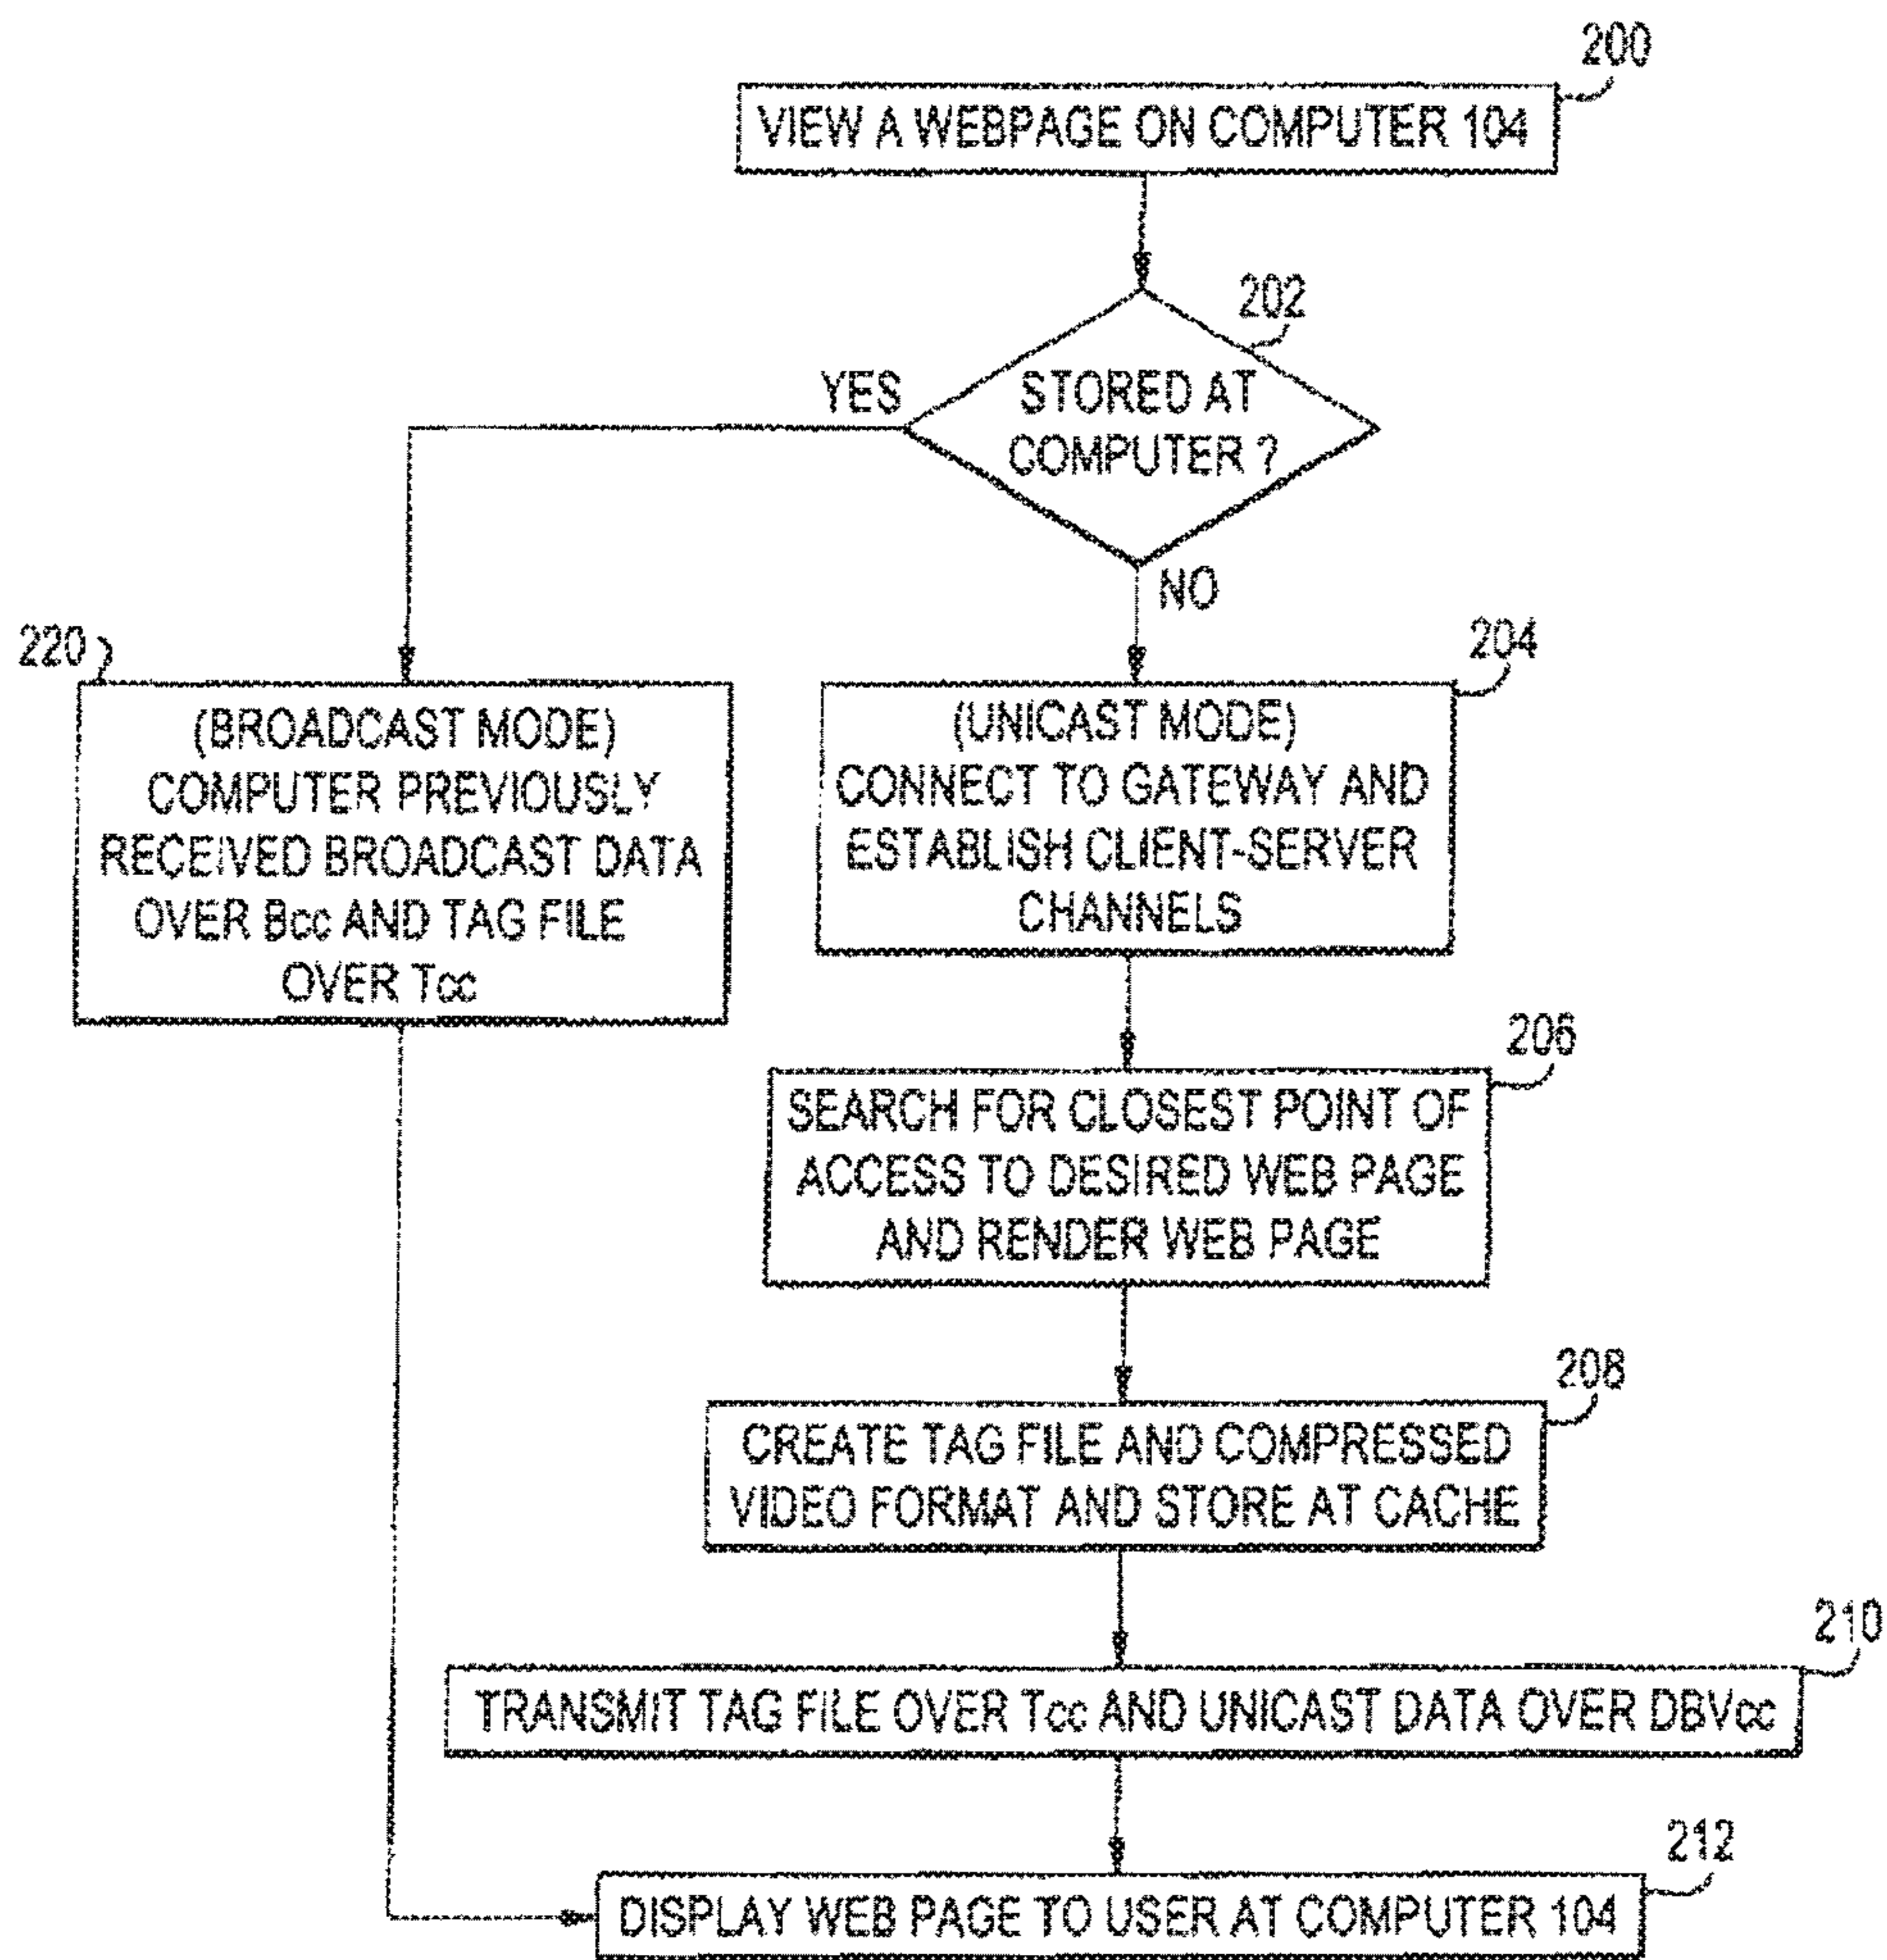 200
VIEW A WEBPAGE ON COMPUTER 104
202
STORED AT
COMPUTER ?
YES
NO
220
(BROADCAST MODE)
COMPUTER PREVIOUSLY
RECEIVED BROADCAST DATA
OVER Bcc AND TAG FILE
OVER Tcc
204
(UNICAST MODE)
CONNECT TO GATEWAY AND
ESTABLISH CLIENT-SERVER
CHANNELS
206
SEARCH FOR CLOSEST POINT OF
ACCESS TO DESIRED WEB PAGE
AND RENDER WEB PAGE
208
CREATE TAG FILE AND COMPRESSED
VIDEO FORMAT AND STORE AT CACHE
210
TRANSMIT TAG FILE OVER Tcc AND UNICAST DATA OVER DBVcc
212
DISPLAY WEB PAGE TO USER AT COMPUTER 104